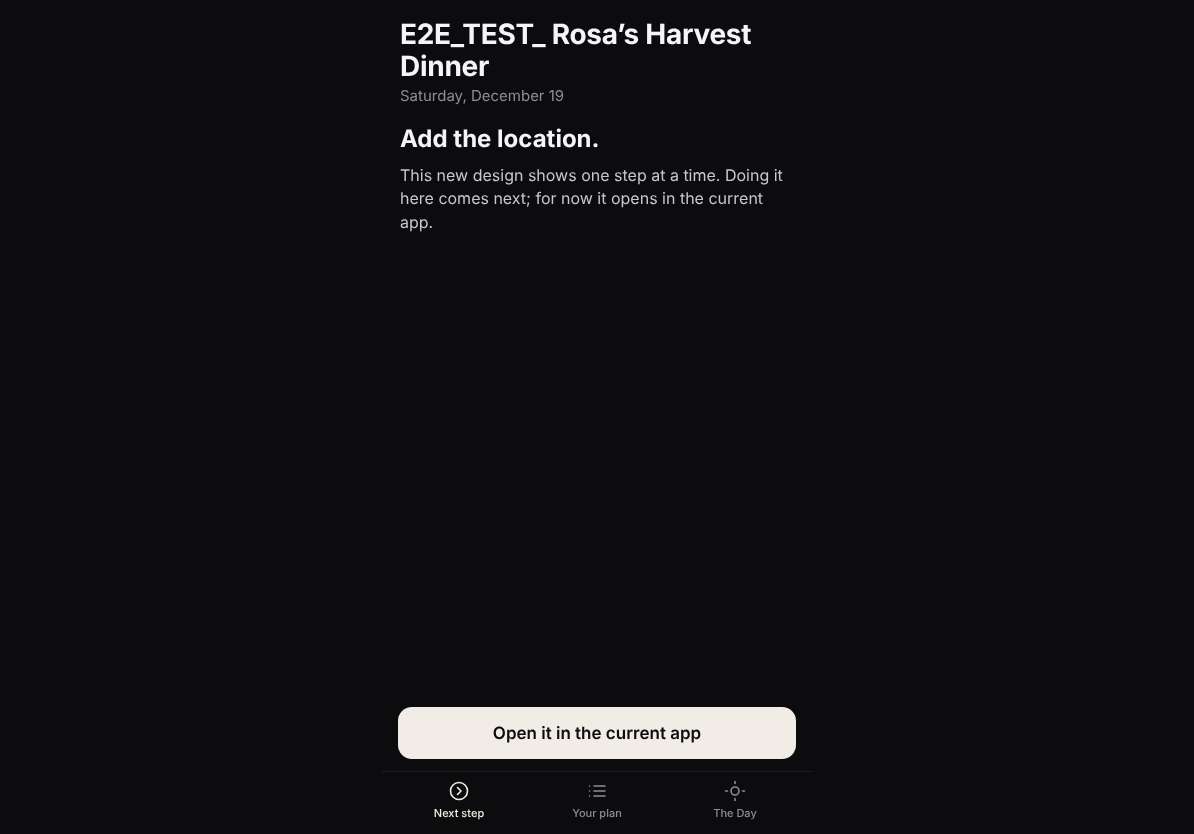 E2E_TEST_ Rosa’s Harvest
Dinner
Saturday, December 19
Add the location.
This new design shows one step at a time. Doing it
here comes next; for now it opens in the current
app.
Open it in the current app
Next step
Your plan
The Day